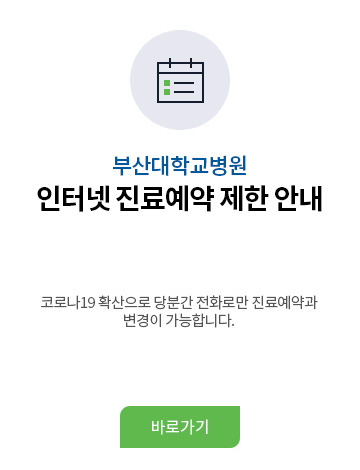 부산대학교병원
인터넷 진료예약 제한 안내
코로나19 확산으로 당분간 전화로만 진료예약과
변경이 가능합니다.
바로가기